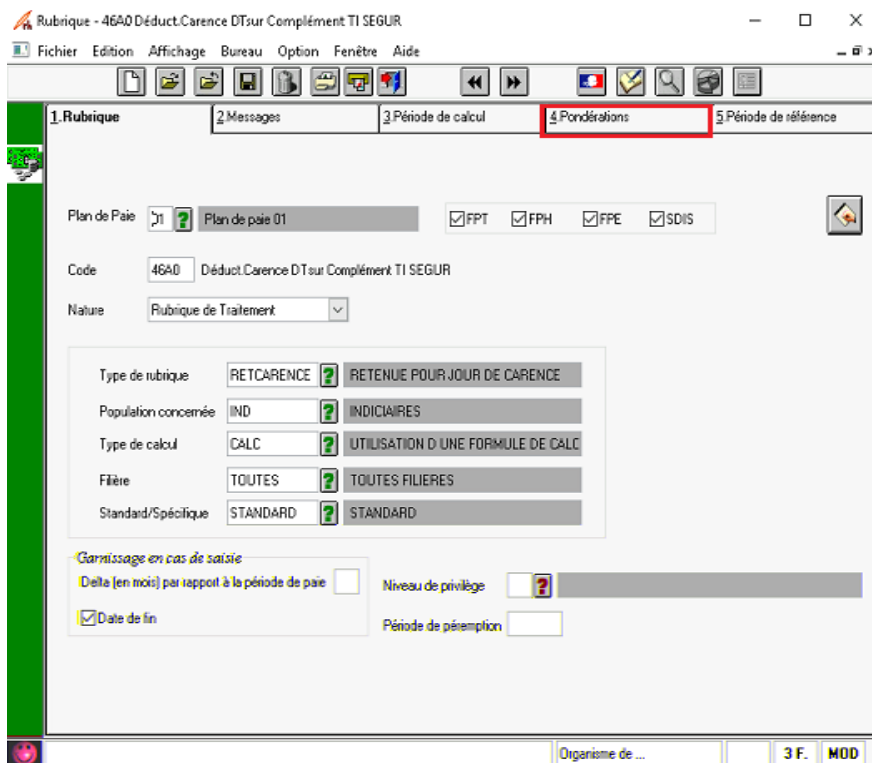 Rubrique - 46A0 Déduct.Carence DTsur Complément TI SEGUR
Fichier Edition Affichage Bureau Option Fenêtre Aide
1.Rubrique 2.Messages 3.Période de calcul 4.Pondérations 5.Période de référence
Plan de Paie 01 ? Plan de paie 01 FPT FPH FPE SDIS
Code 46A0 Déduct.Carence DTsur Complément TI SEGUR
Nature Rubrique de Traitement
Type de rubrique RETCARENCE ? RETENUE POUR JOUR DE CARENCE
Population concernée IND ? INDICIAIRES
Type de calcul CALC ? UTILISATION D UNE FORMULE DE CALC
Filière TOUTES ? TOUTES FILIERES
Standard/Spécifique STANDARD ? STANDARD
Garnissage en cas de saisie
Delta (en mois) par rapport à la période de paie
Niveau de privilège ?
Date de fin
Période de péremption
Organisme de ... 3 F. MOD